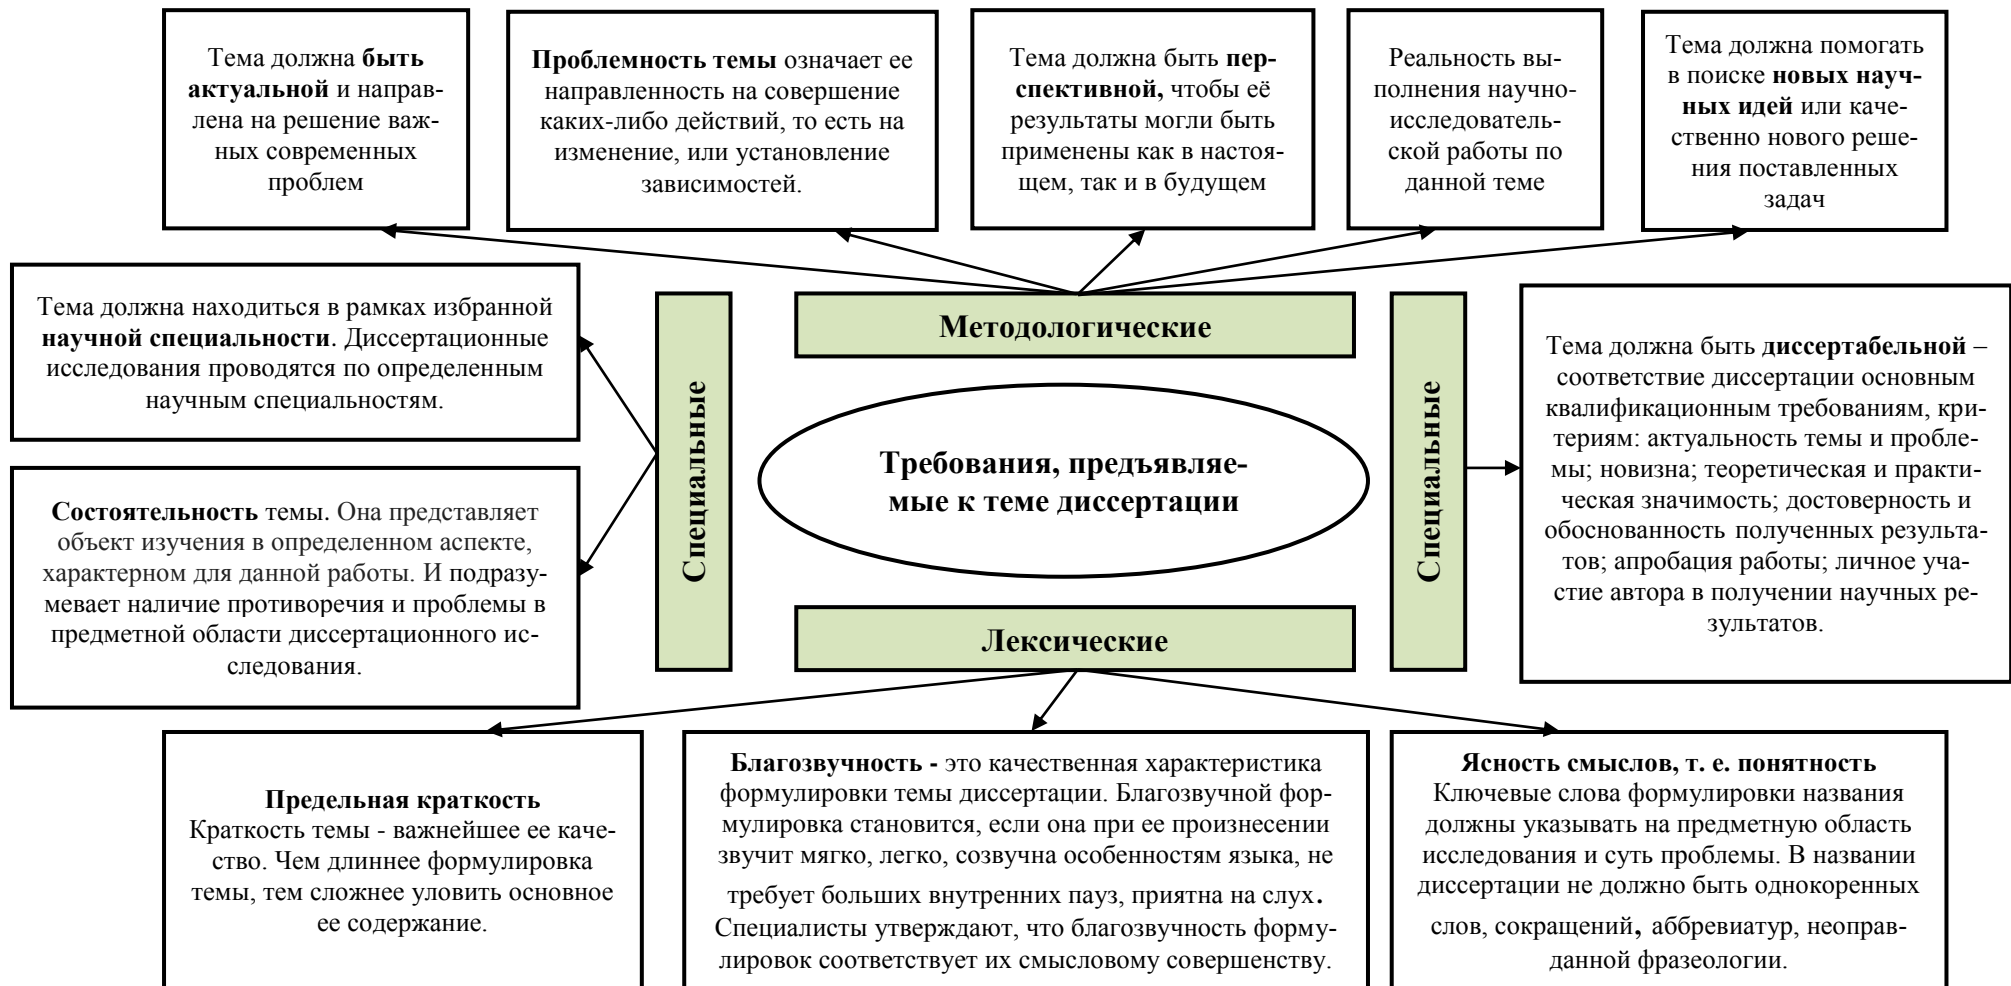 Тема должна быть
актуальной и направ-
лена на решение важ-
ных современных
проблем
Проблемность темы означает ее
направленность на совершение
каких-либо действий, то есть на
изменение, или установление
зависимостей.
Тема должна быть пер-
спективной, чтобы её
результаты могли быть
применены как в настоя-
щем, так и в будущем
Реальность вы-
полнения научно-
исследователь-
ской работы по
данной теме
Тема должна помогать
в поиске новых науч-
ных идей или каче-
ственно нового реше-
ния поставленных
задач
Тема должна находиться в рамках избранной
научной специальности. Диссертационные
исследования проводятся по определенным
научным специальностям.
Состоятельность темы. Она представляет
объект изучения в определенном аспекте,
характерном для данной работы. И подразу-
мевает наличие противоречия и проблемы в
предметной области диссертационного ис-
следования.
Специальные
Методологические
Требования, предъявляе-
мые к теме диссертации
Лексические
Специальные
Тема должна быть диссертабельной –
соответствие диссертации основным
квалификационным требованиям, кри-
териям: актуальность темы и пробле-
мы; новизна; теоретическая и практи-
ческая значимость; достоверность и
обоснованность полученных результа-
тов; апробация работы; личное уча-
стие автора в получении научных ре-
зультатов.
Предельная краткость
Краткость темы - важнейшее ее каче-
ство. Чем длиннее формулировка
темы, тем сложнее уловить основное
ее содержание.
Благозвучность - это качественная характеристика
формулировки темы диссертации. Благозвучной фор-
мулировка становится, если она при ее произнесении
звучит мягко, легко, созвучна особенностям языка, не
требует больших внутренних пауз, приятна на слух.
Специалисты утверждают, что благозвучность форму-
лировок соответствует их смысловому совершенству.
Ясность смыслов, т. е. понятность
Ключевые слова формулировки названия
должны указывать на предметную область
исследования и суть проблемы. В названии
диссертации не должно быть однокоренных
слов, сокращений, аббревиатур, неоправ-
данной фразеологии.